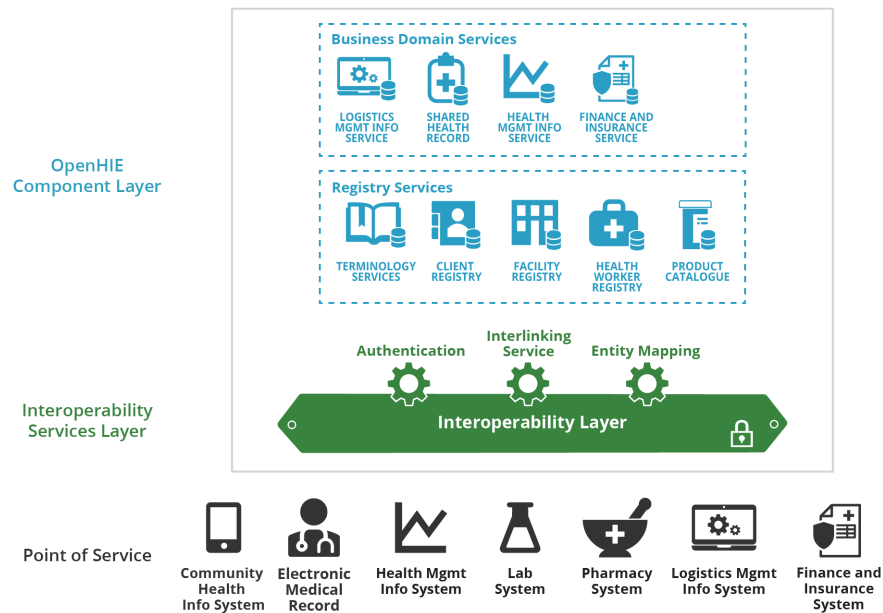 Business Domain Services
LOGISTICS
MGMT INFO
SERVICE
SHARED
HEALTH
RECORD
HEALTH
MGMT INFO
SERVICE
FINANCE AND
INSURANCE
SERVICE
OpenHIE
Component Layer
Registry Services
TERMINOLOGY
SERVICES
CLIENT
REGISTRY
FACILITY
REGISTRY
HEALTH
WORKER
REGISTRY
PRODUCT
CATALOGUE
Authentication
Interlinking
Service
Entity Mapping
Interoperability
Services Layer
Interoperability Layer
Point of Service
Community
Health
Info System
Electronic
Medical
Record
Health Mgmt
Info System
Lab
System
Pharmacy
System
Logistics Mgmt
Info System
Finance and
Insurance
System